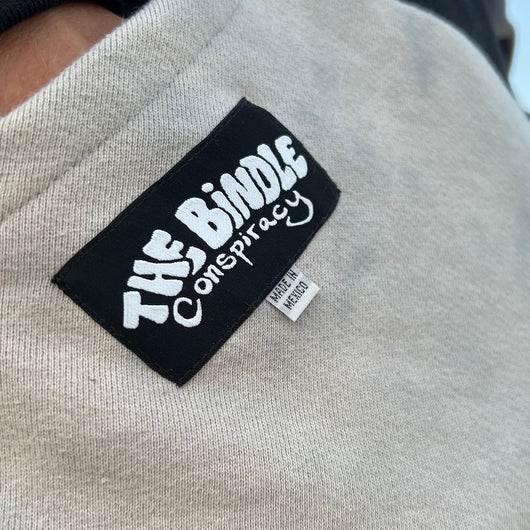 THE BiNDLE
Conspiracy
MADE IN
MEXICO